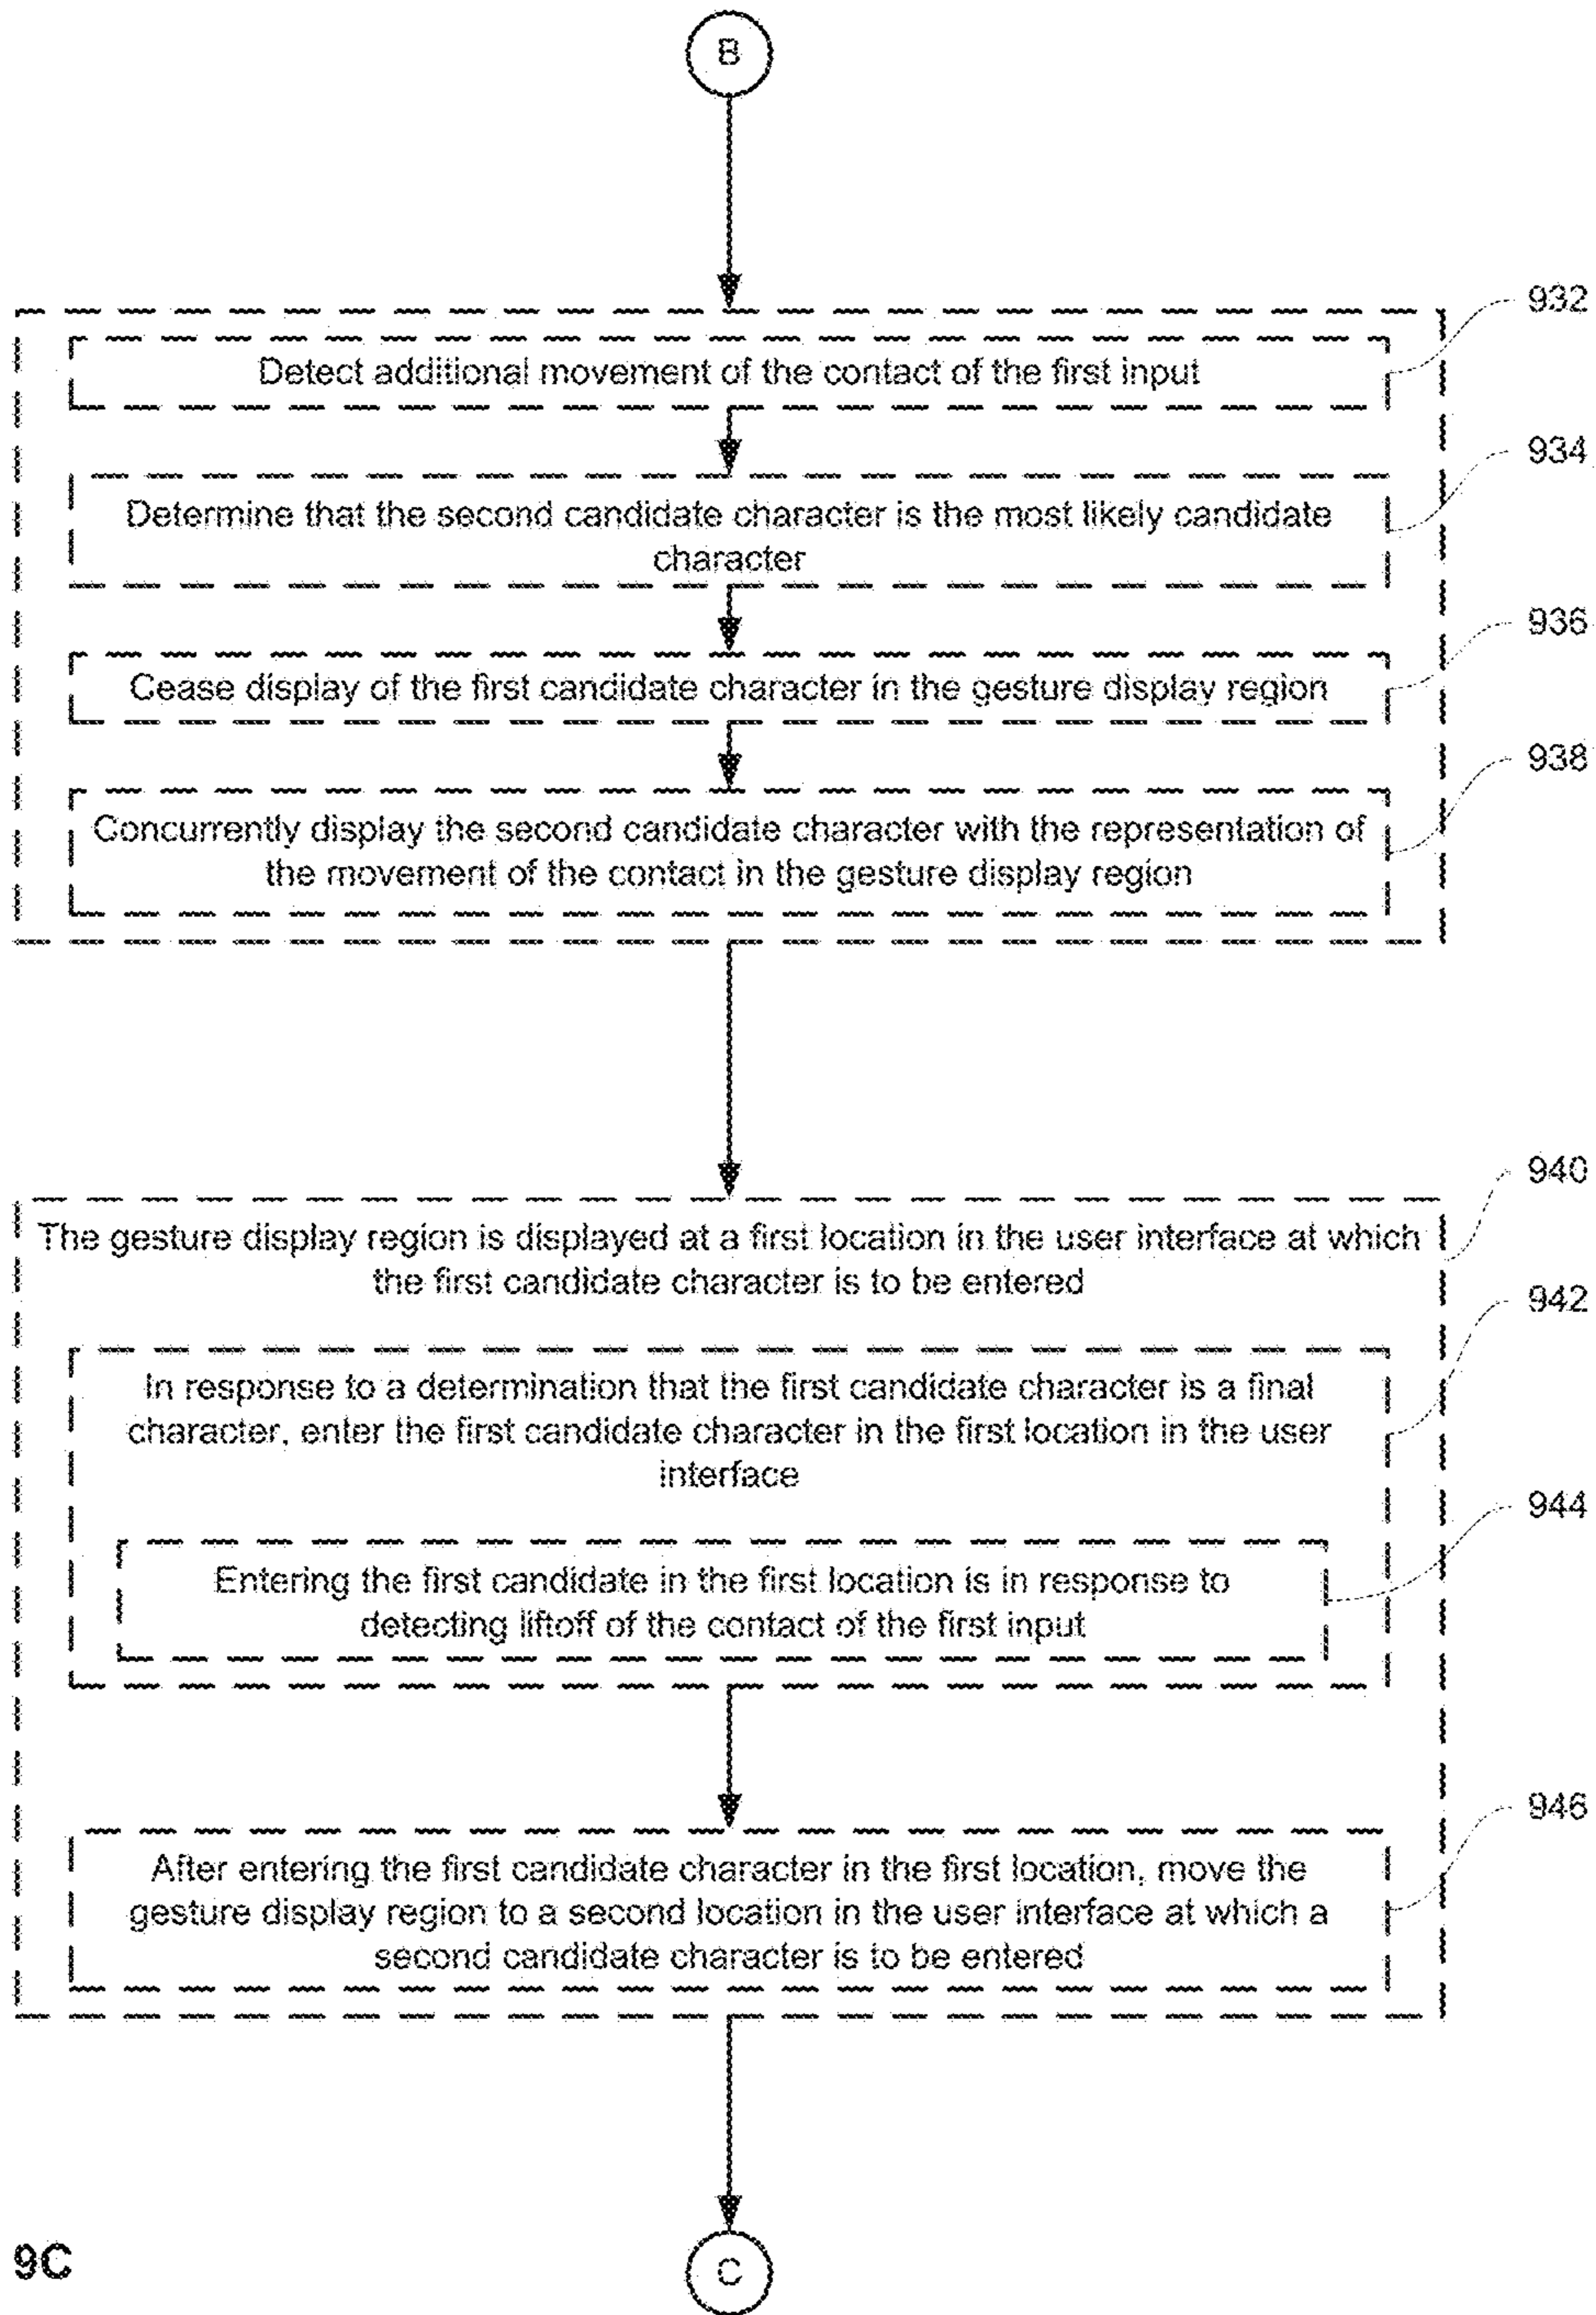 B
932
Detect additional movement of the contact of the first input
934
Determine that the second candidate character is the most likely candidate
character
936
Cease display of the first candidate character in the gesture display region
938
Concurrently display the second candidate character with the representation of
the movement of the contact in the gesture display region
940
The gesture display region is displayed at a first location in the user interface at which
the first candidate character is to be entered
942
In response to a determination that the first candidate character is a final
character, enter the first candidate character in the first location in the user
interface
944
Entering the first candidate in the first location is in response to
detecting liftoff of the contact of the first input
946
After entering the first candidate character in the first location, move the
gesture display region to a second location in the user interface at which a
second candidate character is to be entered
9C
C